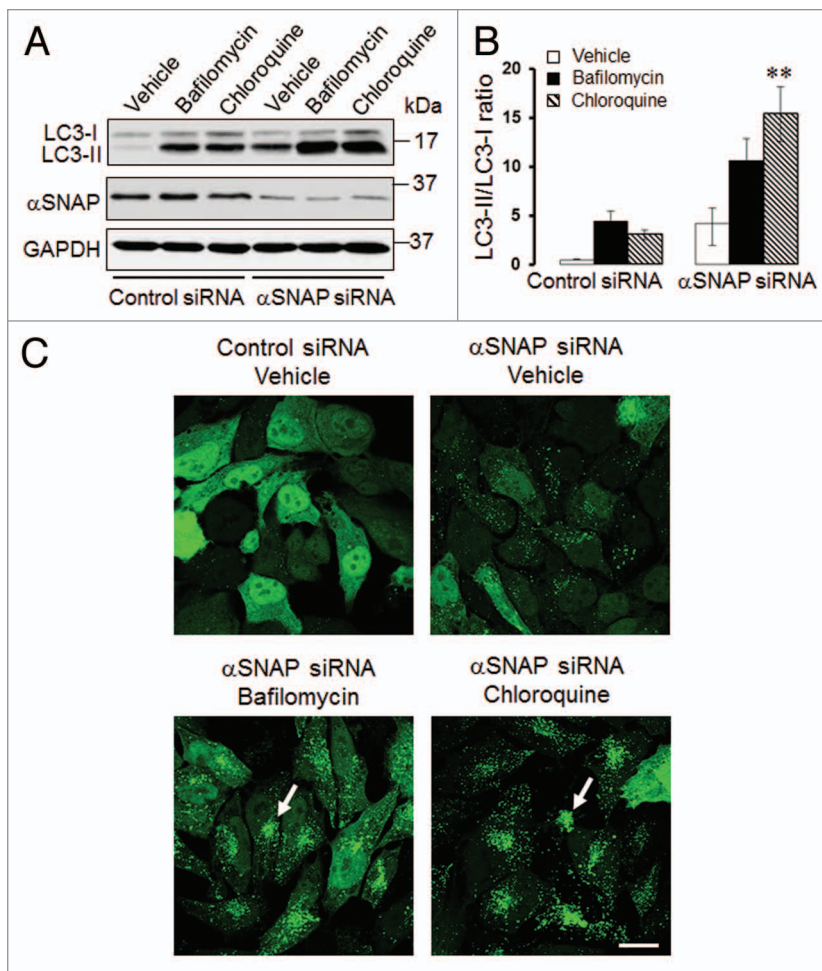 A
Vehicle
Bafilomycin
Chloroquine
Vehicle
Bafilomycin
Chloroquine
kDa
LC3-I
LC3-II
17
αSNAP
37
GAPDH
37
Control siRNA
αSNAP siRNA
B
Vehicle
Bafilomycin
Chloroquine
LC3-II/LC3-I ratio
20
15
10
5
0
**
Control siRNA
αSNAP siRNA
C
Control siRNA
Vehicle
αSNAP siRNA
Vehicle
αSNAP siRNA
Bafilomycin
αSNAP siRNA
Chloroquine